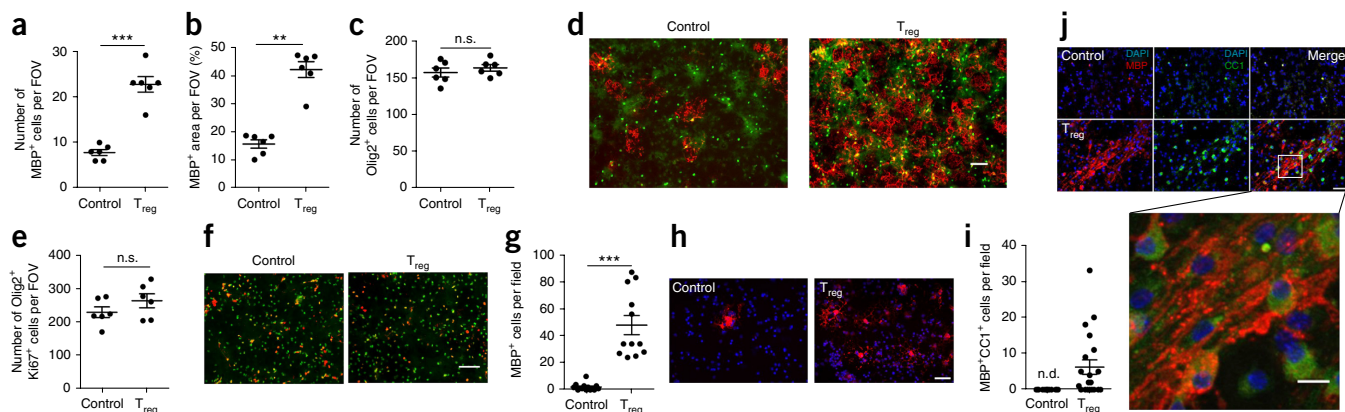 a
***
30
20
10
0
Number of
MBP+ cells per FOV
Control Treg
b
**
50
40
30
20
10
0
MBP+ area per FOV (%)
Control Treg
c
n.s.
200
150
100
50
0
Number of
Olig2+ cells per FOV
Control Treg
d
Control Treg
e
n.s.
400
300
200
100
0
Number of Olig2+
Ki67+ cells per FOV
Control Treg
f
Control Treg
g
***
100
80
60
40
20
0
MBP+ cells per field
Control Treg
h
Control Treg
i
40
30
20
10
0
MBP+CC1+ cells per field
n.d.
Control Treg
j
Control DAPI DAPI Merge
MBP CC1
Treg